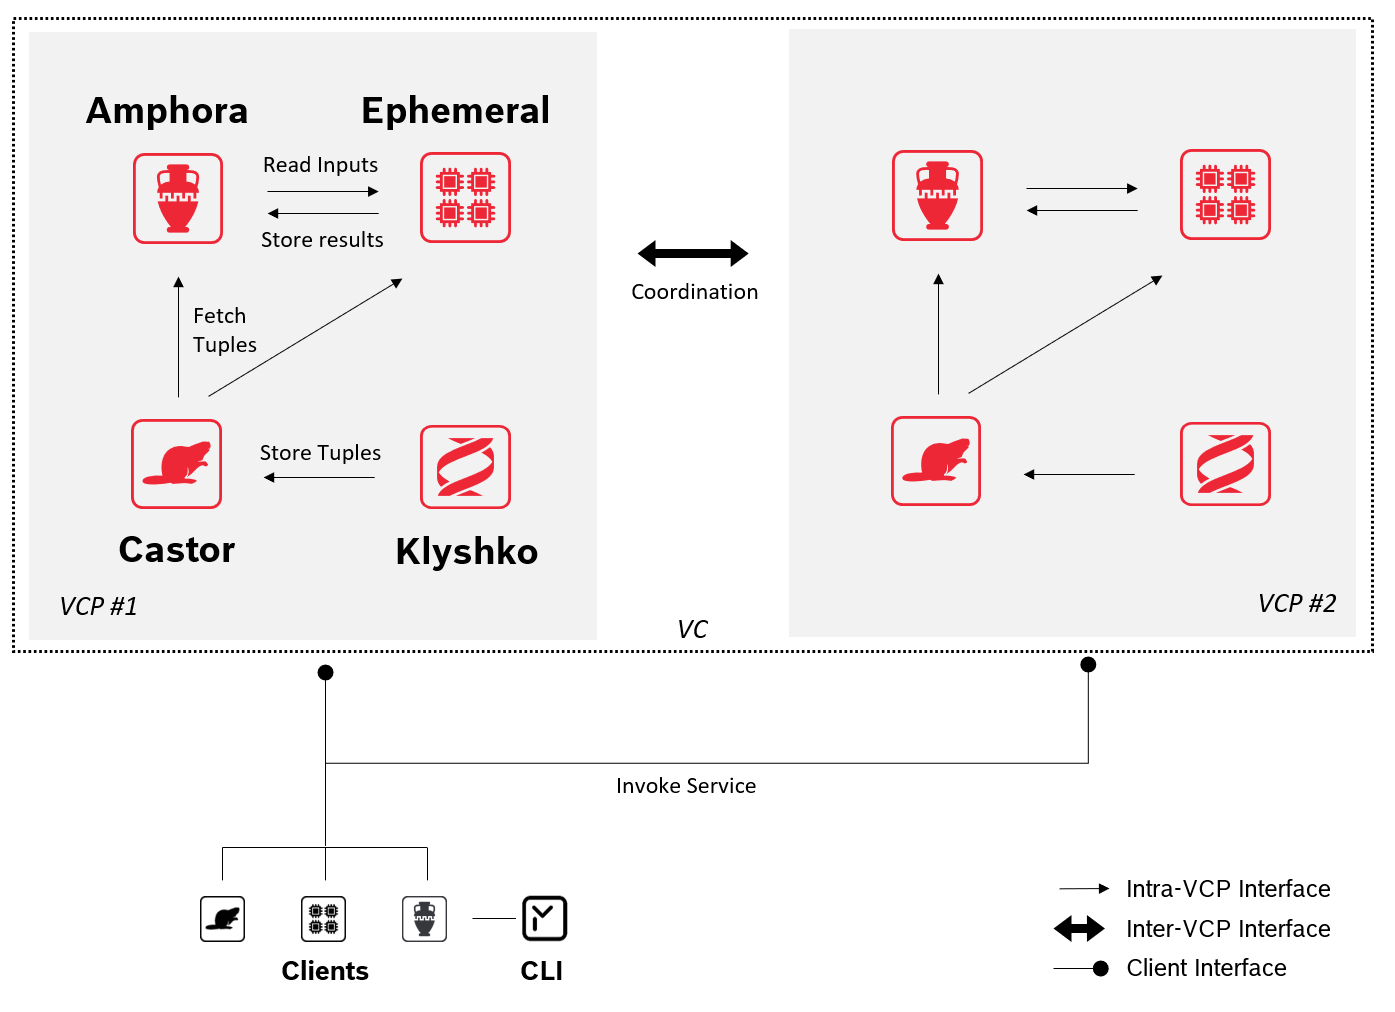 Amphora
Ephemeral
Read Inputs
Store results
Fetch
Tuples
Store Tuples
Castor
Klyshko
VCP #1
Coordination
VC
VCP #2
Invoke Service
Clients
CLI
Intra-VCP Interface
Inter-VCP Interface
Client Interface